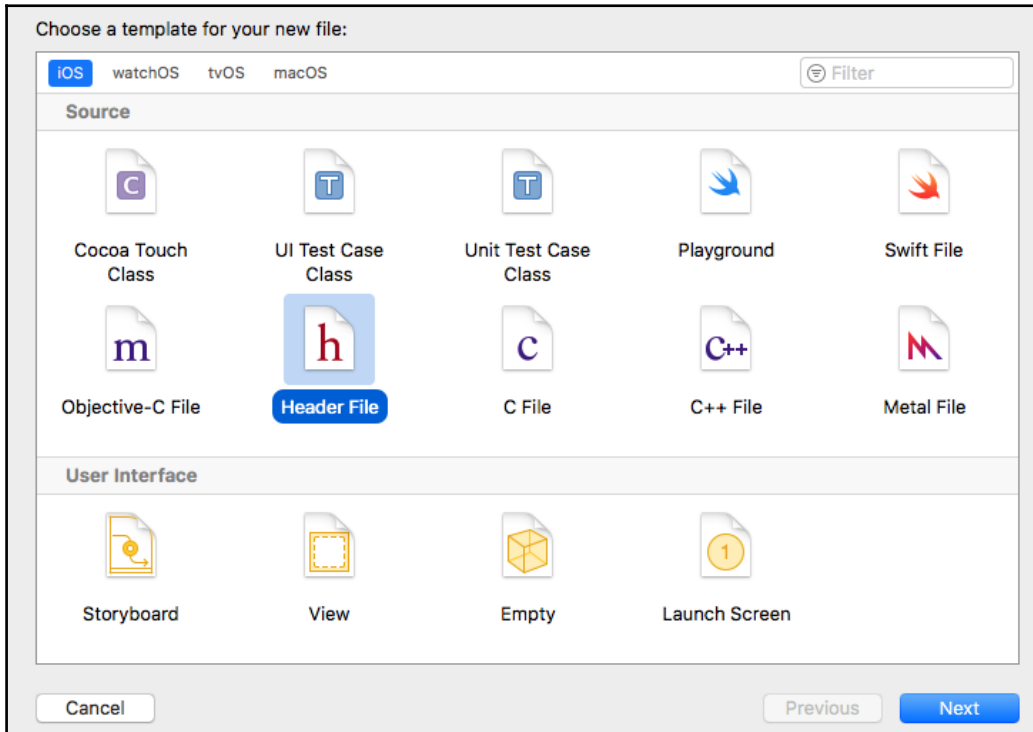 Choose a template for your new file:
iOS watchOS tvOS macOS Filter
Source
C T T
Cocoa Touch Class UI Test Case Class Unit Test Case Class Playground Swift File
m h c C++
Objective-C File Header File C File C++ File Metal File
User Interface
1
Storyboard View Empty Launch Screen
Cancel Previous Next